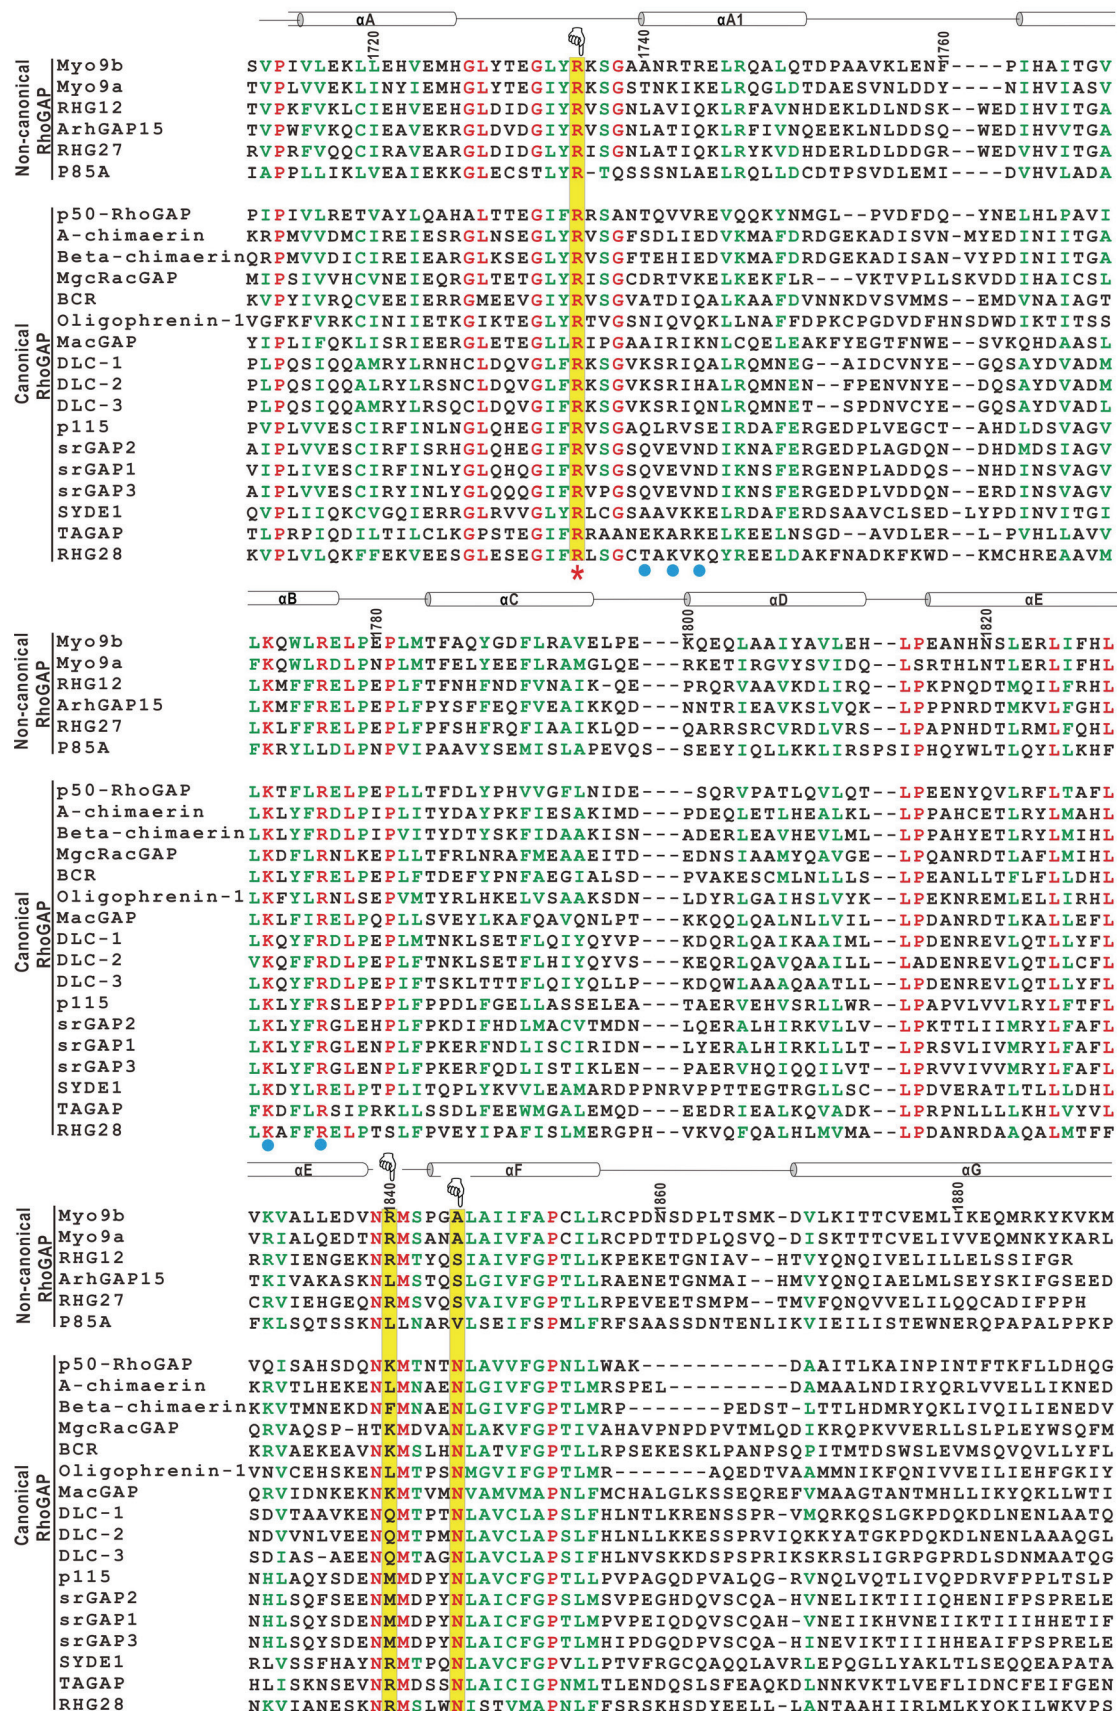 αA αA1
1720 1740 1760
Non-canonical RhoGAP
Myo9b SVPIVLEKLLEHVEMHGLYTEGLYRKSGAANRTRELRQALQTDPAAVKLENF----PIHAITGV
Myo9a TVPLVVEKLINYIEMHGLYTEGLYRKSGSTNKIKELRQGLDTDAESVNLDDY----NIHVIASV
RHG12 TVPKFVKLCIEHVEEHGLDIDGIYRVSGNLAVIQKLRFAVNHDEKLDLNDSK--WEDIHVITGA
ArhGAP15 TVPWFVKQCIEAVEKRGLDVDGIYRVSGNLATIQKLRFIVNQEEKLNLDDSQ--WEDIHVVTGA
RHG27 RVPRFVQQCIRAVEARGLDIDGLYRISGNLATIQKLRYKVDHDERLDLDDGR--WEDVHVITGA
P85A IAPPLLIKLVEAIEKKGLECSTLYR-TQSSSNLAELRQLLDCDTPSVDLEMI----DVHVLADA
Canonical RhoGAP
p50-RhoGAP PIPIVLRETVAYLQAHALTTEGIFRRSANTQVVREVQQKYNMGL--PVDFDQ--YNELHLPAVI
A-chimaerin KRPMVVDMCIREIESRGLNSEGLYRVSGFSDLIEDVKMAFDRDGEKADISVN-MYEDINIITGA
Beta-chimaerin QRPMVVDICIREIEARGLKSEGLYRVSGFTEHIEDVKMAFDRDGEKADISAN-VYPDINIITGA
MgcRacGAP MIPSIVVHCVNEIEQRGLTETGLYRISGCDRTVKELKEKFLR---VKTVPLLSKVDDIHAICSL
BCR KVPYIVRQCVEEIERRGMEEVGIYRVSGVATDIQALKAAFDVNNKDVSVMMS--EMDVNAIAGT
Oligophrenin-1 VGFKFVRKCINIIETKGIKTEGLYRTVGSNIQVQKLLNAFFDPKCPGDVDFHNSDWDIKTITSS
MacGAP YIPLIFQKLISRIEERGLETEGLLRIPGAAIRIKNLCQELEAKFYEGTFNWE--SVKQHDAASL
DLC-1 PLPQSIQQAMRYLRNHCLDQVGLFRKSGVKSRIQALRQMNEG-AIDCVNYE--GQSAYDVADM
DLC-2 PLPQSIQQALRYLRSNCLDQVGLFRKSGVKSRIHALRQMNEN--FPENVNYE--DQSAYDVADM
DLC-3 PLPQSIQQAMRYLRSQCLDQVGIFRKSGVKSRIQNLRQMNET--SPDNVCYE--GQSAYDVADL
p115 PVPLVVESCIRFINLNGLQHEGIFRVSGAQLRVSEIRDAFERGEDPLVEGCT--AHDLDSVAGV
srGAP2 AIPLVVESCIRFISRHGLQHEGIFRVSGSQVEVNDIKNAFERGEDPLAGDQN--DHDMDSIAGV
srGAP1 VIPLIVESCIRFINLYGLQHQGIFRVSGSQVEVNDIKNSFERGENPLADDQS--NHDINSVAGV
srGAP3 AIPLVVESCIRYINLYGLQQQGIFRVPGSQVEVNDIKNSFERGEDPLVDDQN--ERDINSVAGV
SYDE1 QVPLIIQKCVGQIERRGLRVVGLYRLCGSAAVKKELRDAFERDSAAVCLSED--LYPDINVITGI
TAGAP TLPRPIQDILTILCLKGPSTEGIFRRAANEKARKELKEELNSGD--AVDLER--L-PVHLLAVV
RHG28 KVPLVLQKFFEKVEESGLESEGIFRLSGCTAKVKQYREELDAKFNADKFKWD--KMCHREAAVM
*
αB αC αD αE
1780 1800 1820
Non-canonical RhoGAP
Myo9b LKQWLRELPEPLMTFAQYGDFLRAVELPE----KQEQLAAIYAVLEH--LPEANHNSLERLIFHL
Myo9a FKQWLRDLPNPLMTFELYEEFLRAMGLQE----RKETIRGVYSVIDQ--LSRTHLNTLERLIFHL
RHG12 LKMFFRELPEPLFTFNHFNDFVNAIK-QE----PRQRVAAVKDLIRQ--LPKPNQDTMQILFRHL
ArhGAP15 LKMFFRELPEPLFPYSFFEQFVEAIKKQD----NNTRIEAVKSLVQK--LPPPNRDTMKVLFGHL
RHG27 LKLFFRELPEPLFPFSHFRQFIAAIKLQD----QARRSRCVRDLVRS--LPAPNHDTLRMLFQHL
P85A FKRYLLDLPNPVIPAAVYSEMISLAPEVQS---SEEYIQLLKKLIRSPSIPHQYWLTLQYLLKHF
Canonical RhoGAP
p50-RhoGAP LKTFLRELPEPLLTFDLYPHVVGFLNIDE----SQRVPATLQVLQT--LPEENYQVLRFLTAFL
A-chimaerin LKLYFRDLPIPLITYDAYPKFIESAKIMD----PDEQLETLHEALKL--LPPAHCETLRYLMAHL
Beta-chimaerin LKLYFRDLPIPVITYDTYSKFIDAAKISN----ADERLEAVHEVLML--LPPAHYETLRYLMIHL
MgcRacGAP LKDFLRNLKEPLLTFRLNRAFMEAAEITD----EDNSIAAMYQAVGE--LPQANRDTLAFLMIHL
BCR LKLYFRELPEPLFTDEFYPNFAEGIALSD----PVAKESCMLNLLLS--LPEANLLTFLFLLDHL
Oligophrenin-1 LKFYLRNLSEPVMTYRLHKELVSAAKSDN----LDYRLGAIHSLVYK--LPEKNREMLELLIRHL
MacGAP LKLFIRELPQPLLSVEYLKAFQAVQNLPT----KKQQLQALNLLVIL--LPDANRDTLKALLEFL
DLC-1 LKQYFRDLPEPLMTNKLSETFLQIYQYVP----KDQRLQAIKAAIML--LPDENREVLQTLLYFL
DLC-2 VKQFFRDLPEPLFTNKLSETFLHIYQYVS----KEQRLQAVQAAILL--LADENREVLQTLLCFL
DLC-3 LKQYFRDLPEPIFTSKLTTTFLQIYQLLP----KDQWLAAAQAATLL--LPDENREVLQTLLYFL
p115 LKLYFRSLEPPLFPPDLFGELLASSELEA----TAERVEHVSRLLWR--LPAPVLVVLRYLFTFL
srGAP2 LKLYFRGLEHPLFPKDIFHDLMACVTMDN----LQERALHIRKVLLV--LPKTTLIIMRYLFAFL
srGAP1 LKLYFRGLENPLFPKERFNDLISCIRIDN----LYERALHIRKLLLT--LPRSVLIVMRYLFAFL
srGAP3 LKLYFRGLENPLFPKERFQDLISTIKLEN----PAERVHQIQQILVT--LPRVVIVVMRYLFAFL
SYDE1 LKDYLRELPTPLITQPLYKVVLEAMARDPPNRVPPTTEGTRGLLSC--LPDVERATLTLLLDHL
TAGAP FKDFLRSIPRKLLSSDLFEEWMGALEMQD----EEDRIEALKQVADK--LPRPNLLLLKHLVYVL
RHG28 LKAFFRELPTSLFPVEYIPAFISLMERGPH---VKVQFQALHLMVMA--LPDANRDAAQALMTFF
αE αF αG
1840 1860 1880
Non-canonical RhoGAP
Myo9b VKVALLEDVNRMSPGALAIIFAPCLLRCPDNSDPLTSMK-DVLKITTCVEMLIKEQMRKYKVKM
Myo9a VRIALQEDTNRMSANALAIVFAPCILRCPDTTDPLQSVQ-DISKTTTCVELIVVEQMNKYKARL
RHG12 RRVIENGEKNRMTYQSIAIVFGPTLLKPEKETGNIAV--HTVYQNQIVELILLELSSIFGR
ArhGAP15 TKIVAKASKNLMSTQSLGIVFGPTLLRAENETGNMAI--HMVYQNQIAELMLSEYSKIFGSEED
RHG27 CRVIEHGEQNRMSVQSVAIVFGPTLLRPEVEETSMPM--TMVFQNQVVELILQQCADIFPPH
P85A FKLSQTSSKNLLNARVLSEIFSPMLFRFSAASSDNTENLIKVIEILISTEWNERQPAPALPPKP
Canonical RhoGAP
p50-RhoGAP VQISAHSDQNKMTNTNLAVVFGPNLLWAK----------DAAITLKAINPINTFTKFLLDHQG
A-chimaerin KRVTLHEKENLMNAENLGIVFGPTLMRSPEL---------DAMAALNDIRYQRLVVELLIKNED
Beta-chimaerin KKVTMNEKDNFMNAENLGIVFGPTLMRP------PEDST-LTTLHDMRYQKLIVQILIENEDV
MgcRacGAP QRVAQSP-HTKMDVANLAKVFGPTIVAHAVPNPDPVTMLQDIKRQPKVVERLLSLPLEYWSQFM
BCR KRVAEKEAVNKMSLHNLATVFGPTLLRPSEKESKLPANPSQPITMTDSWSLEVMSQVQVLLYFL
Oligophrenin-1 VNVCEHSKENLMTPSNMGVIFGPTLMR--------AQEDTVAAMMNIKFQNIVVEILIEHFGKIY
MacGAP QRVIDNKEKNKMTVMNVAMVMAPNLFMCHALGLKSSEQREFVMAAGTANTMHLLIKYQKLLWTI
DLC-1 SDVTAAVKENQMTPTNLAVCLAPSLFHLNTLKRENSSPR-VMQRKQSLGKPDQKDLNENLAATQ
DLC-2 NDVVNLVEENQMTPMNLAVCLAPSLFHLNLLKKESSPRVIQKKYATGKPDQKDLNENLAAAQGL
DLC-3 SDIAS-AEENQMTAGNLAVCLAPSIFHLNVSKKDSPSPRIKSKRSLIGRPGPRDLSDNMAATQG
p115 NHLAQYSDENMMDPYNLAVCFGPTLLPVPAGQDPVALQG-RVNQLVQTLIVQPDRVFPPLTSLP
srGAP2 NHLSQFSEENMMDPYNLAICFGPSLMSVPEGHDQVSCQA-HVNELIKTIIIQHENIFPSPRELE
srGAP1 NHLSQYSDENMMDPYNLAICFGPTLMPVPEIQDQVSCQAH-VNEIIKHVNEIIKTIIIHHETIF
srGAP3 NHLSQYSDENMMDPYNLAICFGPTLMHIPDGQDPVSCQA-HINEVIKTIIIHHEAIFPSPRELE
SYDE1 RLVSSFHAYNRMTPQNLAVCFGPVLLPTVFRGCQAQQLAVRLEPQGLLYAKLTLSEQQEAPATA
TAGAP HLISKNSEVNRMDSSNLAICIGPNMLTLENDQSLSFEAQKDLNNKVKTLVEFLIDNCFEIFGEN
RHG28 NKVIANESKNRMSLWNISTVMAPNLFFSRSKHSDYEELL-LANTAAHIIRLMLKYQKILWKVPS